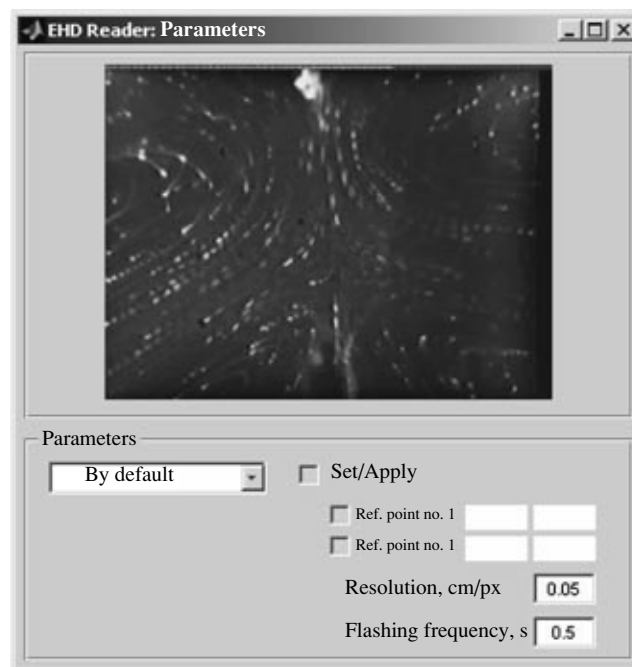 EHD Reader: Parameters
Parameters
By default
Set/Apply
Ref. point no. 1
Ref. point no. 1
Resolution, cm/px 0.05
Flashing frequency, s 0.5